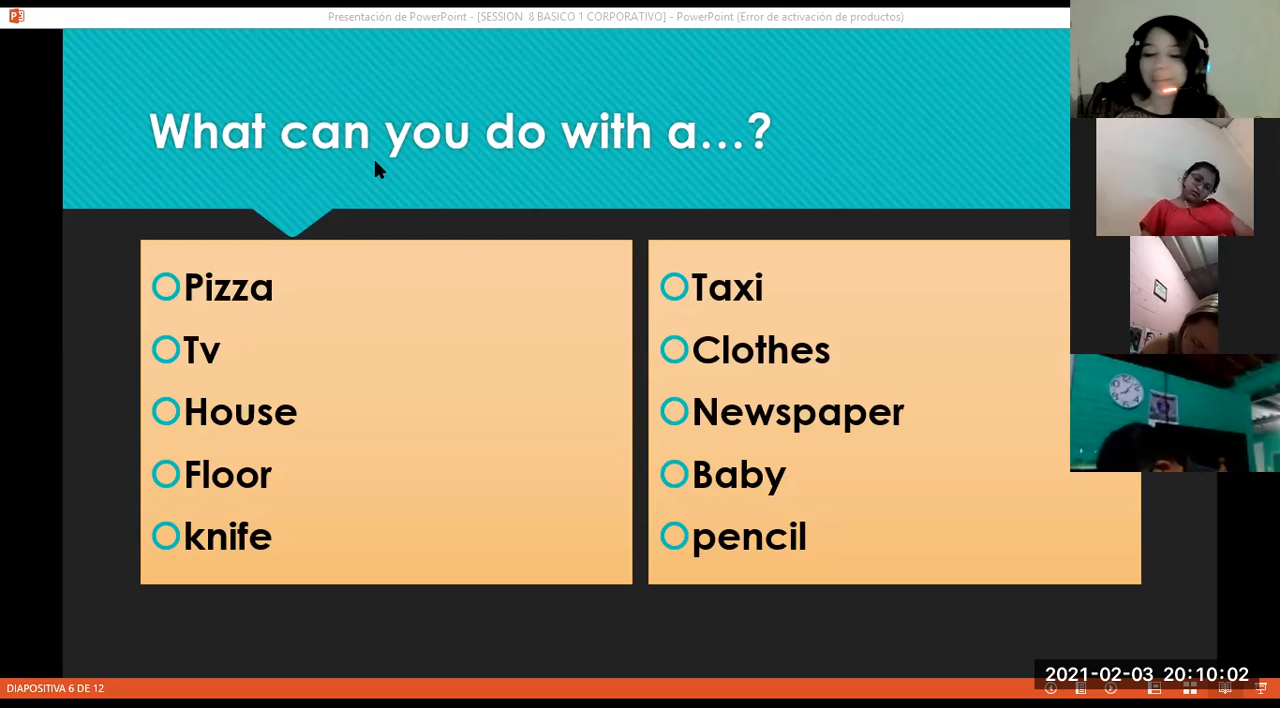 Presentación de PowerPoint - [SESSION 8 BASICO 1 CORPORATIVO] - PowerPoint (Error de activación de productos)
What can you do with a...?
Pizza
Tv
House
Floor
knife
Taxi
Clothes
Newspaper
Baby
pencil
2021-02-03 20:10:02
DIAPOSITIVA 6 DE 12